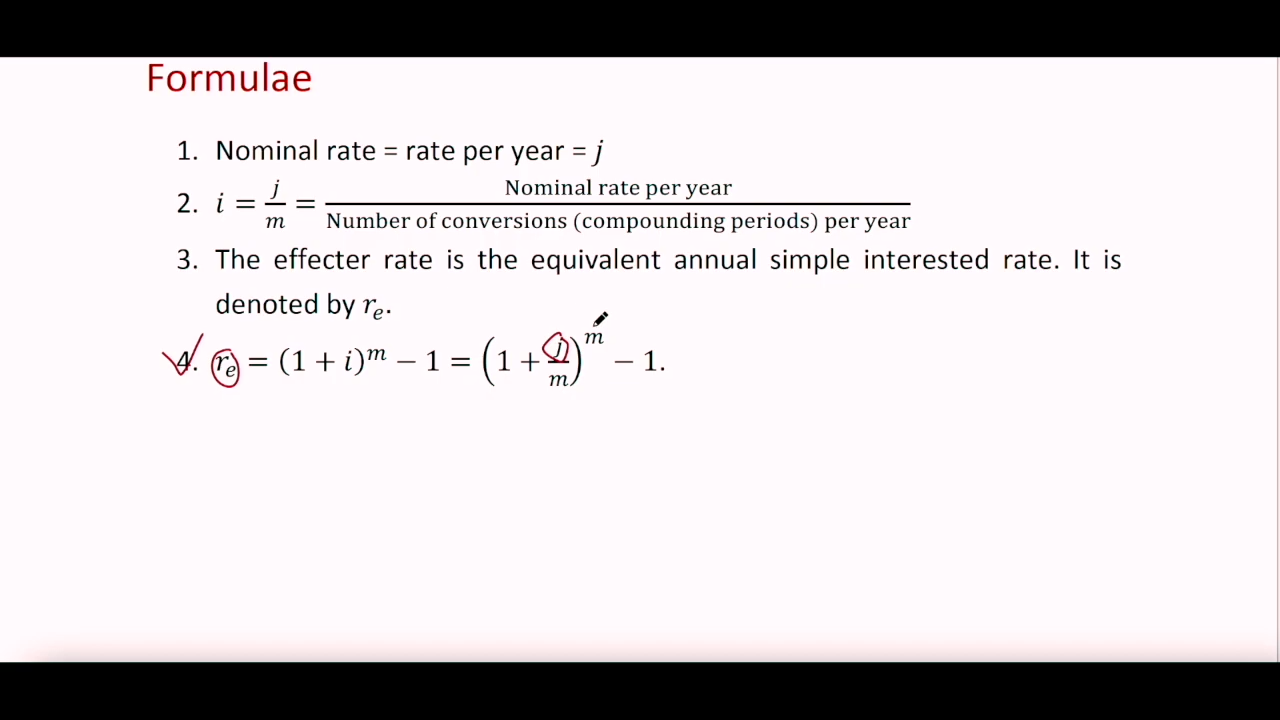 Formulae
1. Nominal rate = rate per year = j
2. i = j/m = Nominal rate per year / Number of conversions (compounding periods) per year
3. The effecter rate is the equivalent annual simple interested rate. It is
denoted by rₑ.
4. rₑ = (1 + i)ᵐ − 1 = (1 + j/m)ᵐ − 1.